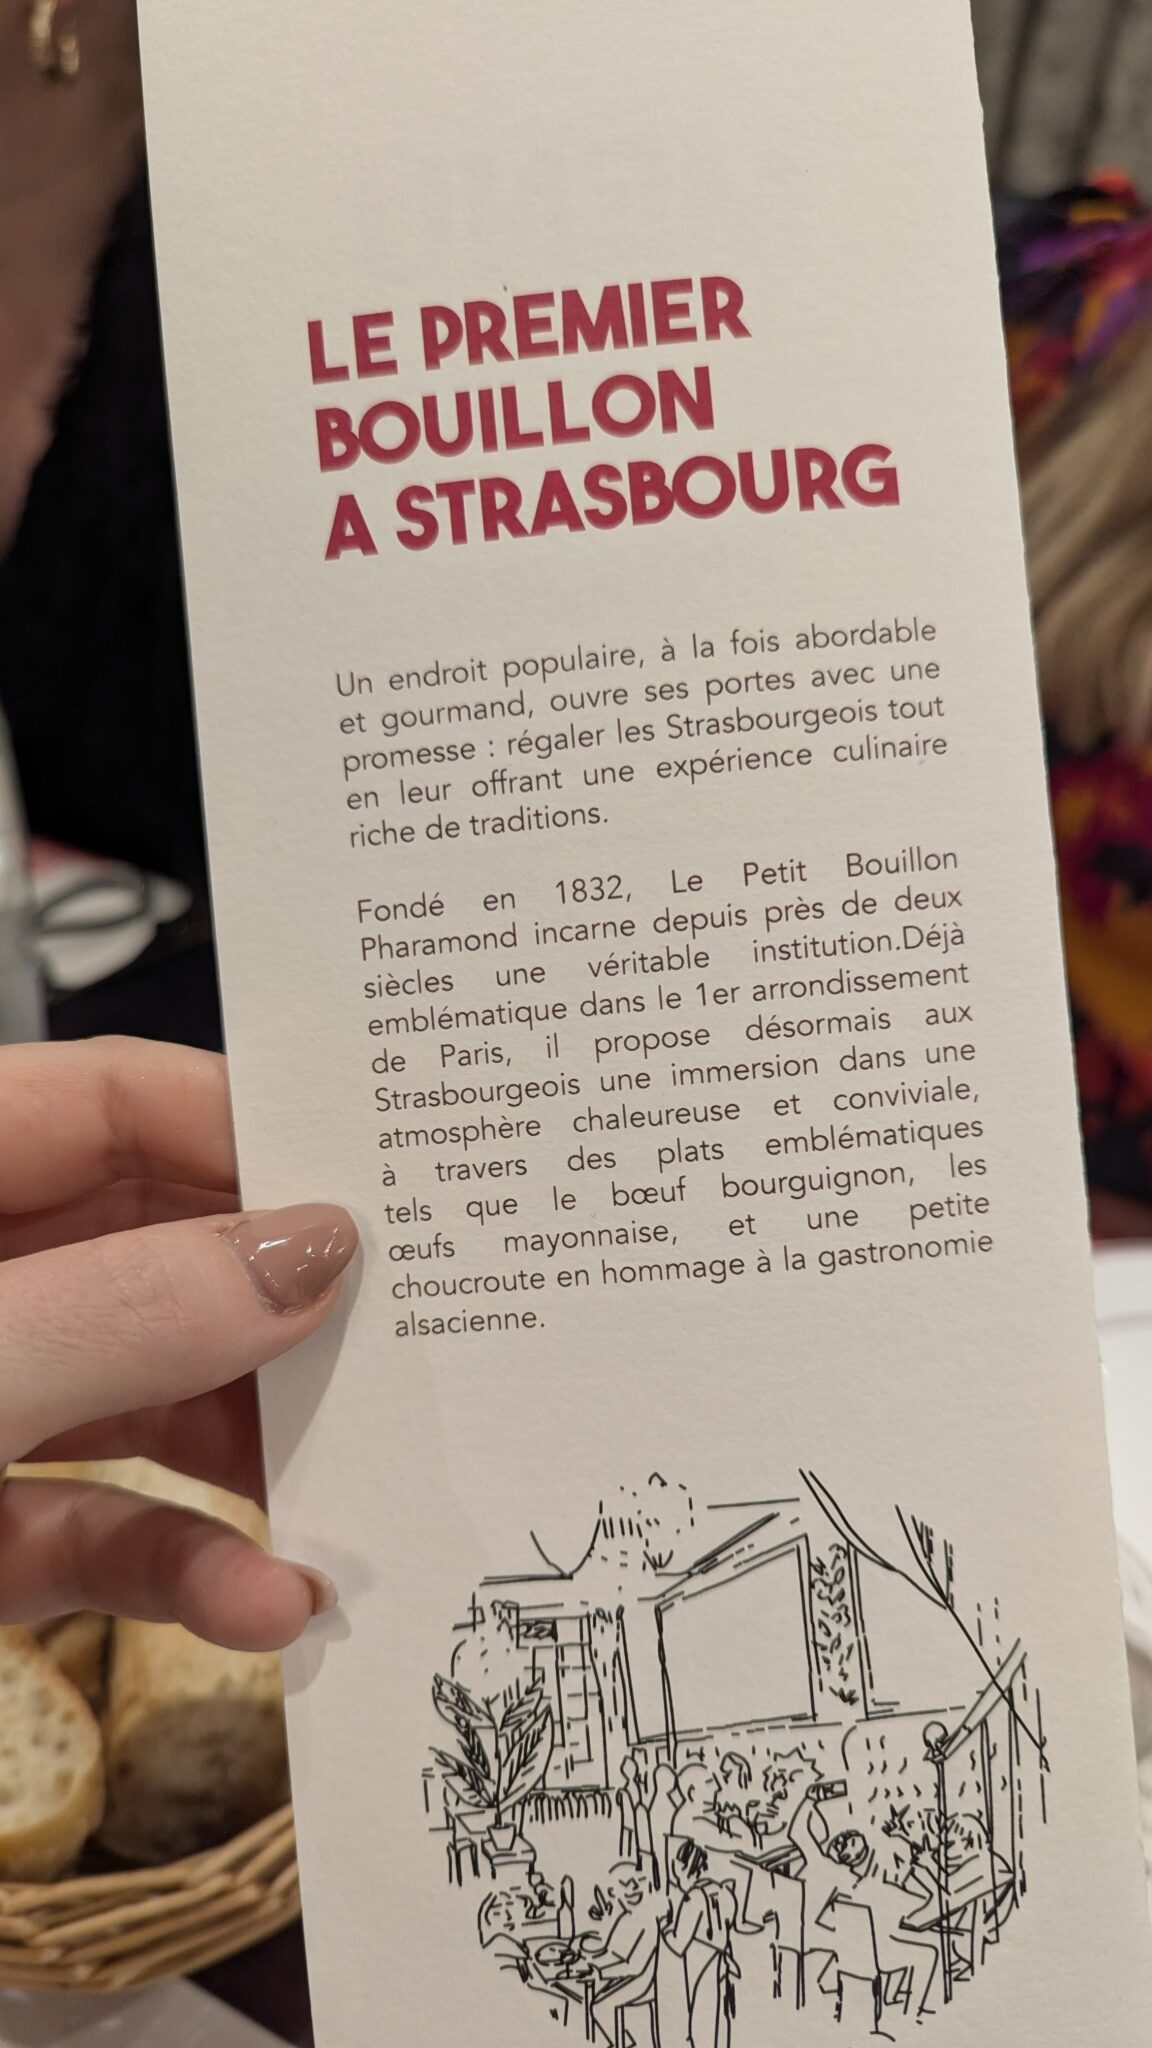 LE PREMIER
BOUILLON
A STRASBOURG
Un endroit populaire, à la fois abordable
et gourmand, ouvre ses portes avec une
promesse : régaler les Strasbourgeois tout
en leur offrant une expérience culinaire
riche de traditions.
Fondé en 1832, Le Petit Bouillon
Pharamond incarne depuis près de deux
siècles une véritable institution.Déjà
emblématique dans le 1er arrondissement
de Paris, il propose désormais aux
Strasbourgeois une immersion dans une
atmosphère chaleureuse et conviviale,
à travers des plats emblématiques
tels que le bœuf bourguignon, les
œufs mayonnaise, et une petite
choucroute en hommage à la gastronomie
alsacienne.